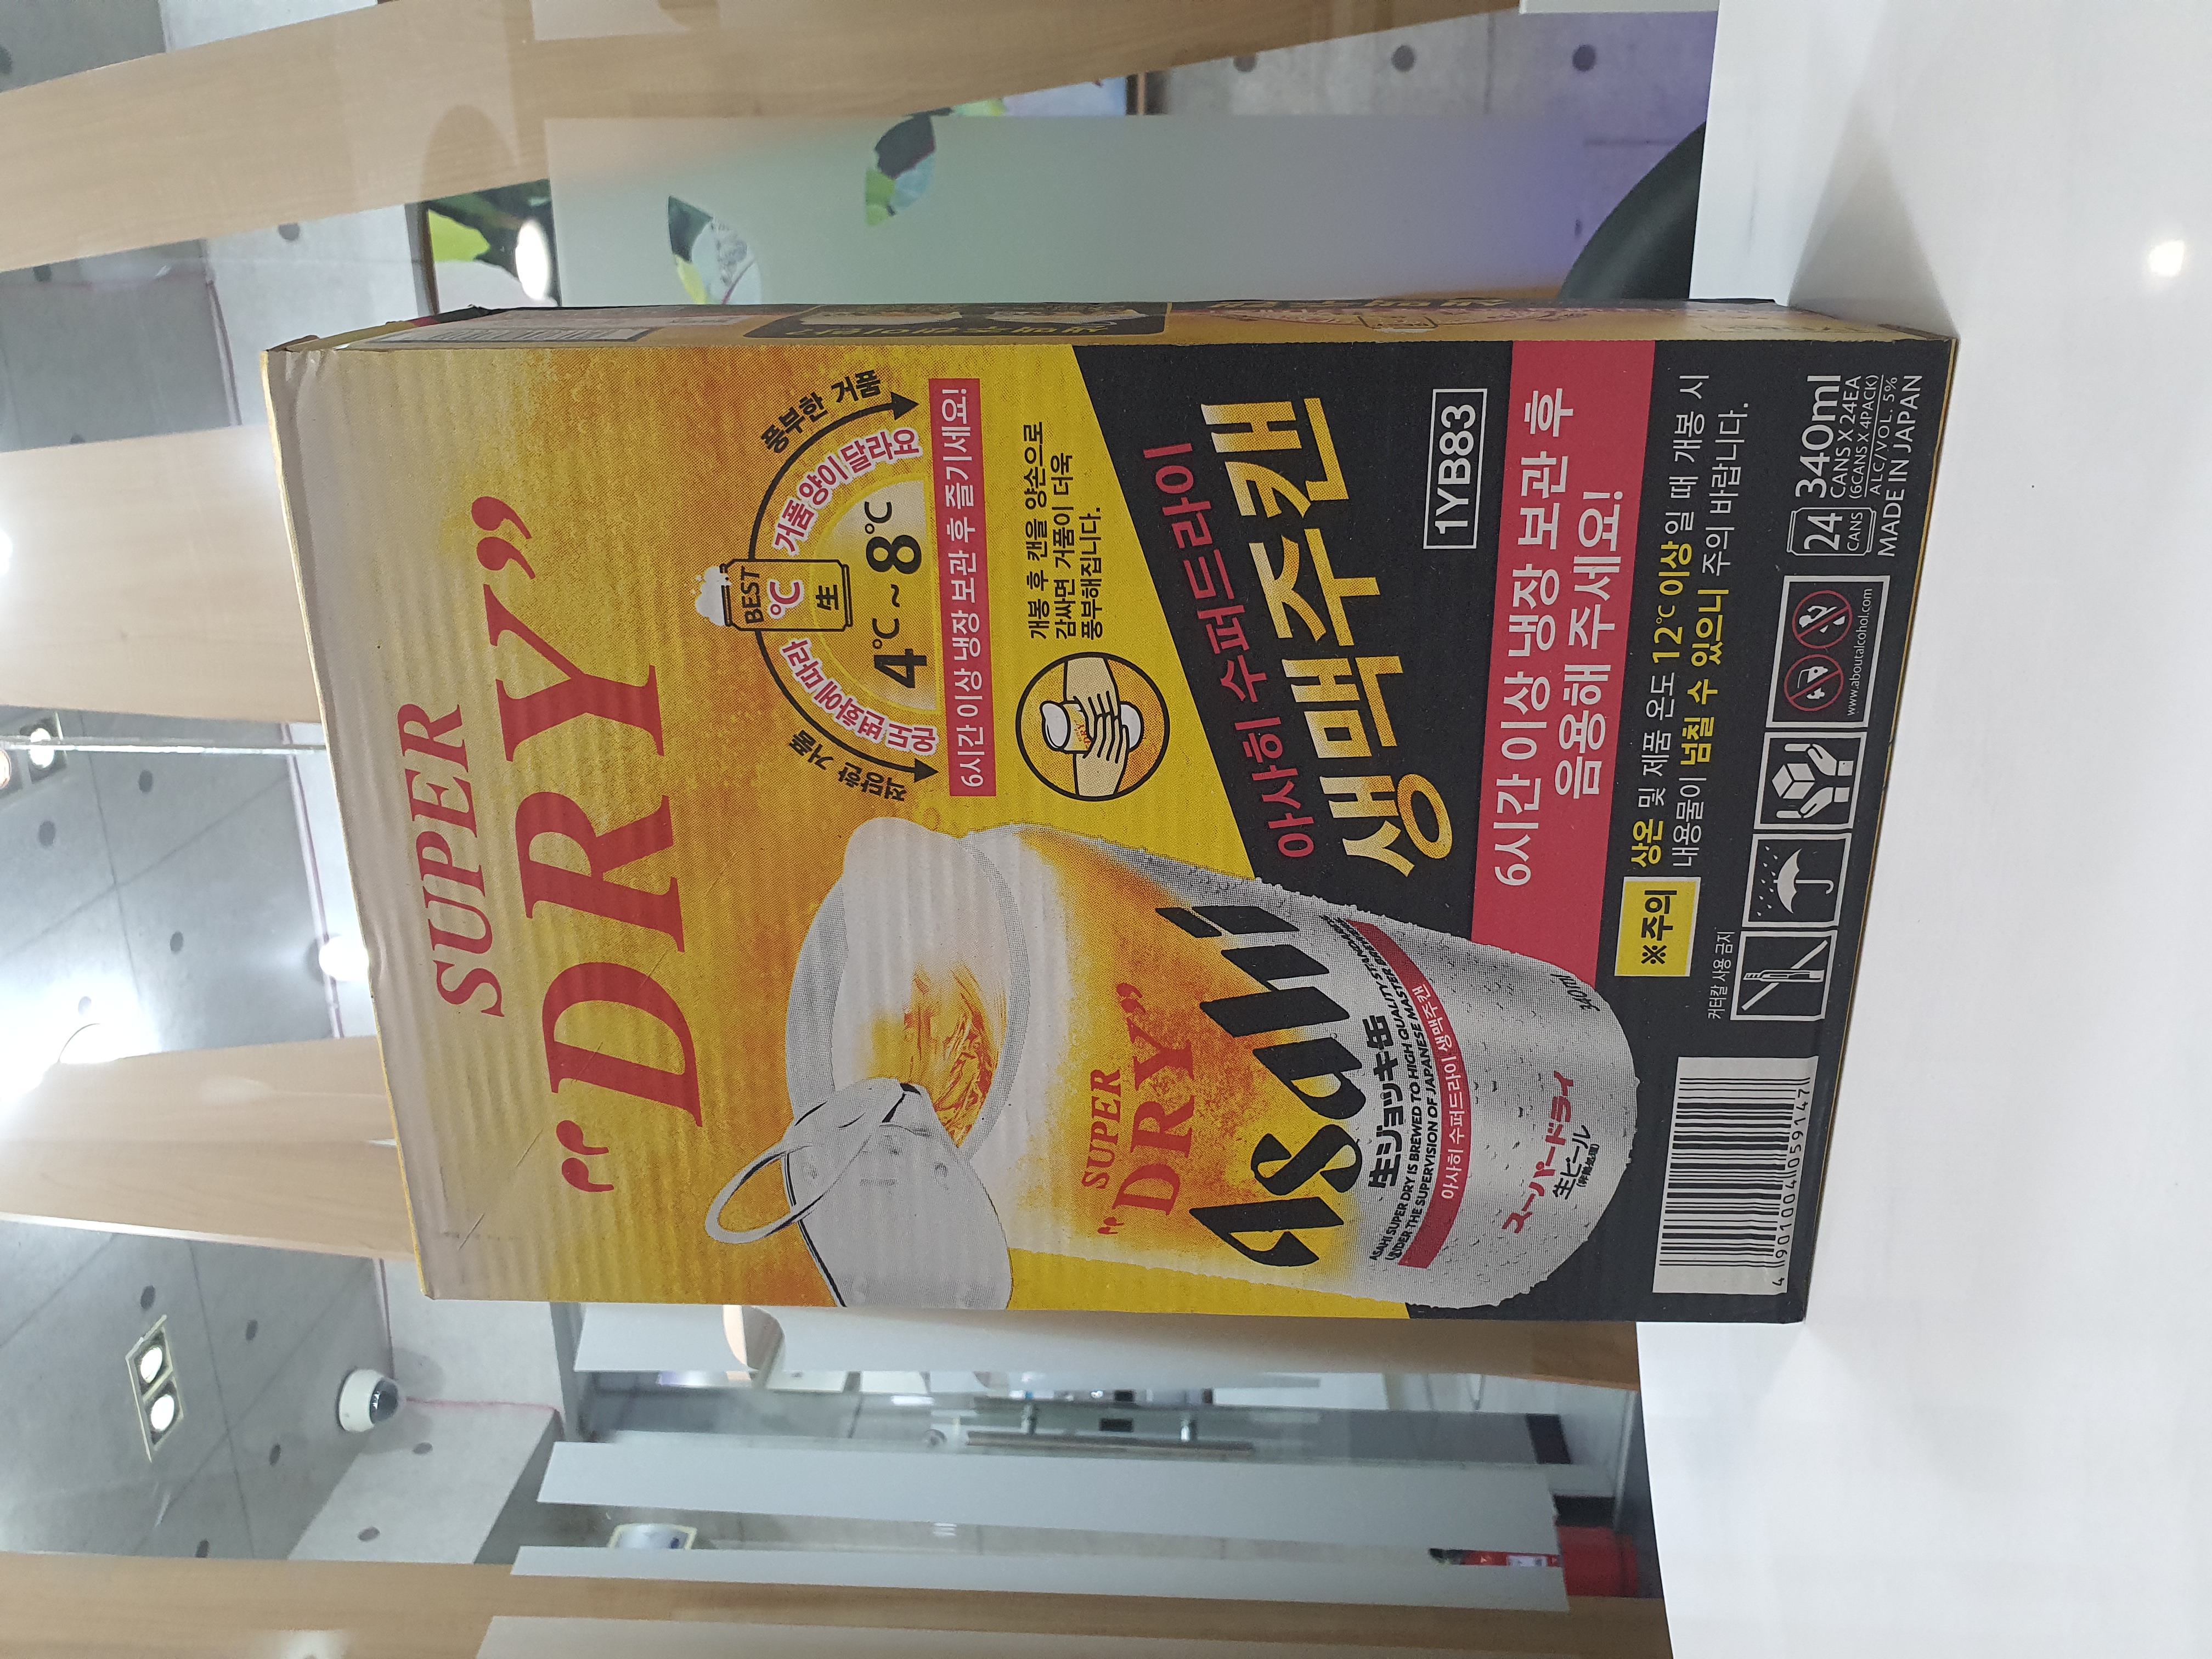 SUPER
"DRY"
풍부한 거품
적당한 거품
BEST
℃
生
온도 변화에 따라 거품 양이 달라요
4℃ ~ 8℃
6시간 이상 냉장 보관 후 즐기세요!
개봉 후 캔을 양손으로
감싸면 거품이 더욱
풍부해집니다.
아사히 수퍼드라이
생맥주캔
1YB83
6시간 이상 냉장 보관 후
음용해 주세요!
※주의
상온 및 제품 온도 12℃ 이상일 때 개봉 시
내용물이 넘칠 수 있으니 주의 바랍니다.
SUPER
"DRY"
Asahi
生ジョッキ缶
ASAHI SUPER DRY IS BREWED TO HIGH QUALITY STANDARDS
UNDER THE SUPERVISION OF JAPANESE MASTER
아사히 수퍼드라이 생맥주캔
スーパードライ
生ビール
340ml
4 901004 059147
커터칼 사용 금지
www.aboutalcohol.com
24
CANS
340ml
CANS X 24EA
(6CANS X 4PACK)
ALC/VOL. 5%
MADE IN JAPAN